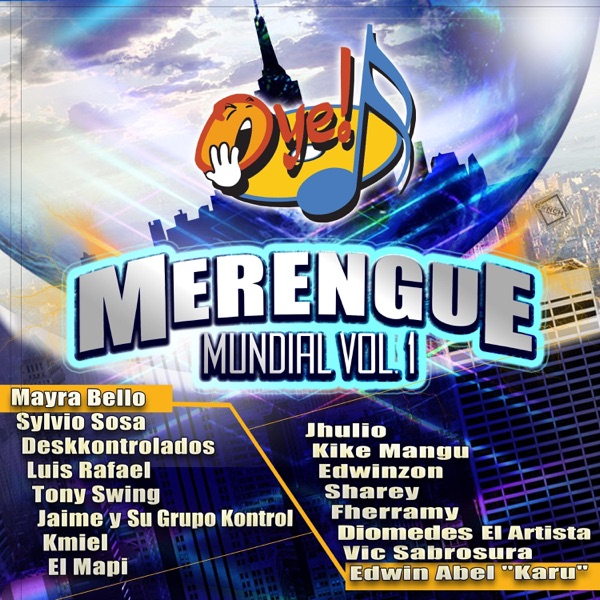 Oye!
MERENGUE
MUNDIAL VOL. 1
Mayra Bello
Sylvio Sosa
Deskkontrolados
Luis Rafael
Tony Swing
Jaime y Su Grupo Kontrol
Kmiel
El Mapi
Jhulio
Kike Mangu
Edwinzon
Sharey
Fherramy
Diomedes El Artista
Vic Sabrosura
Edwin Abel "Karu"